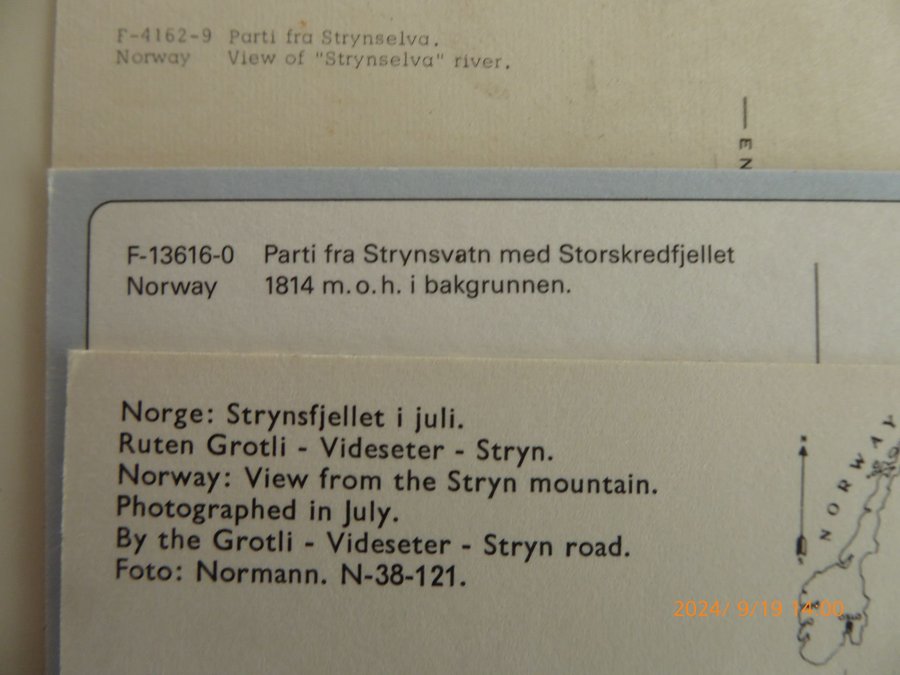 F-4162-9 Parti fra Strynselva.
Norway View of "Strynselva" river.
EN
F-13616-0 Parti fra Strynsvatn med Storskredfjellet
Norway 1814 m.o.h. i bakgrunnen.
Norge: Strynsfjellet i juli.
Ruten Grotli - Videseter - Stryn.
Norway: View from the Stryn mountain.
Photographed in July.
By the Grotli - Videseter - Stryn road.
Foto: Normann. N-38-121.
NORWAY
2024/ 9/19 14:00